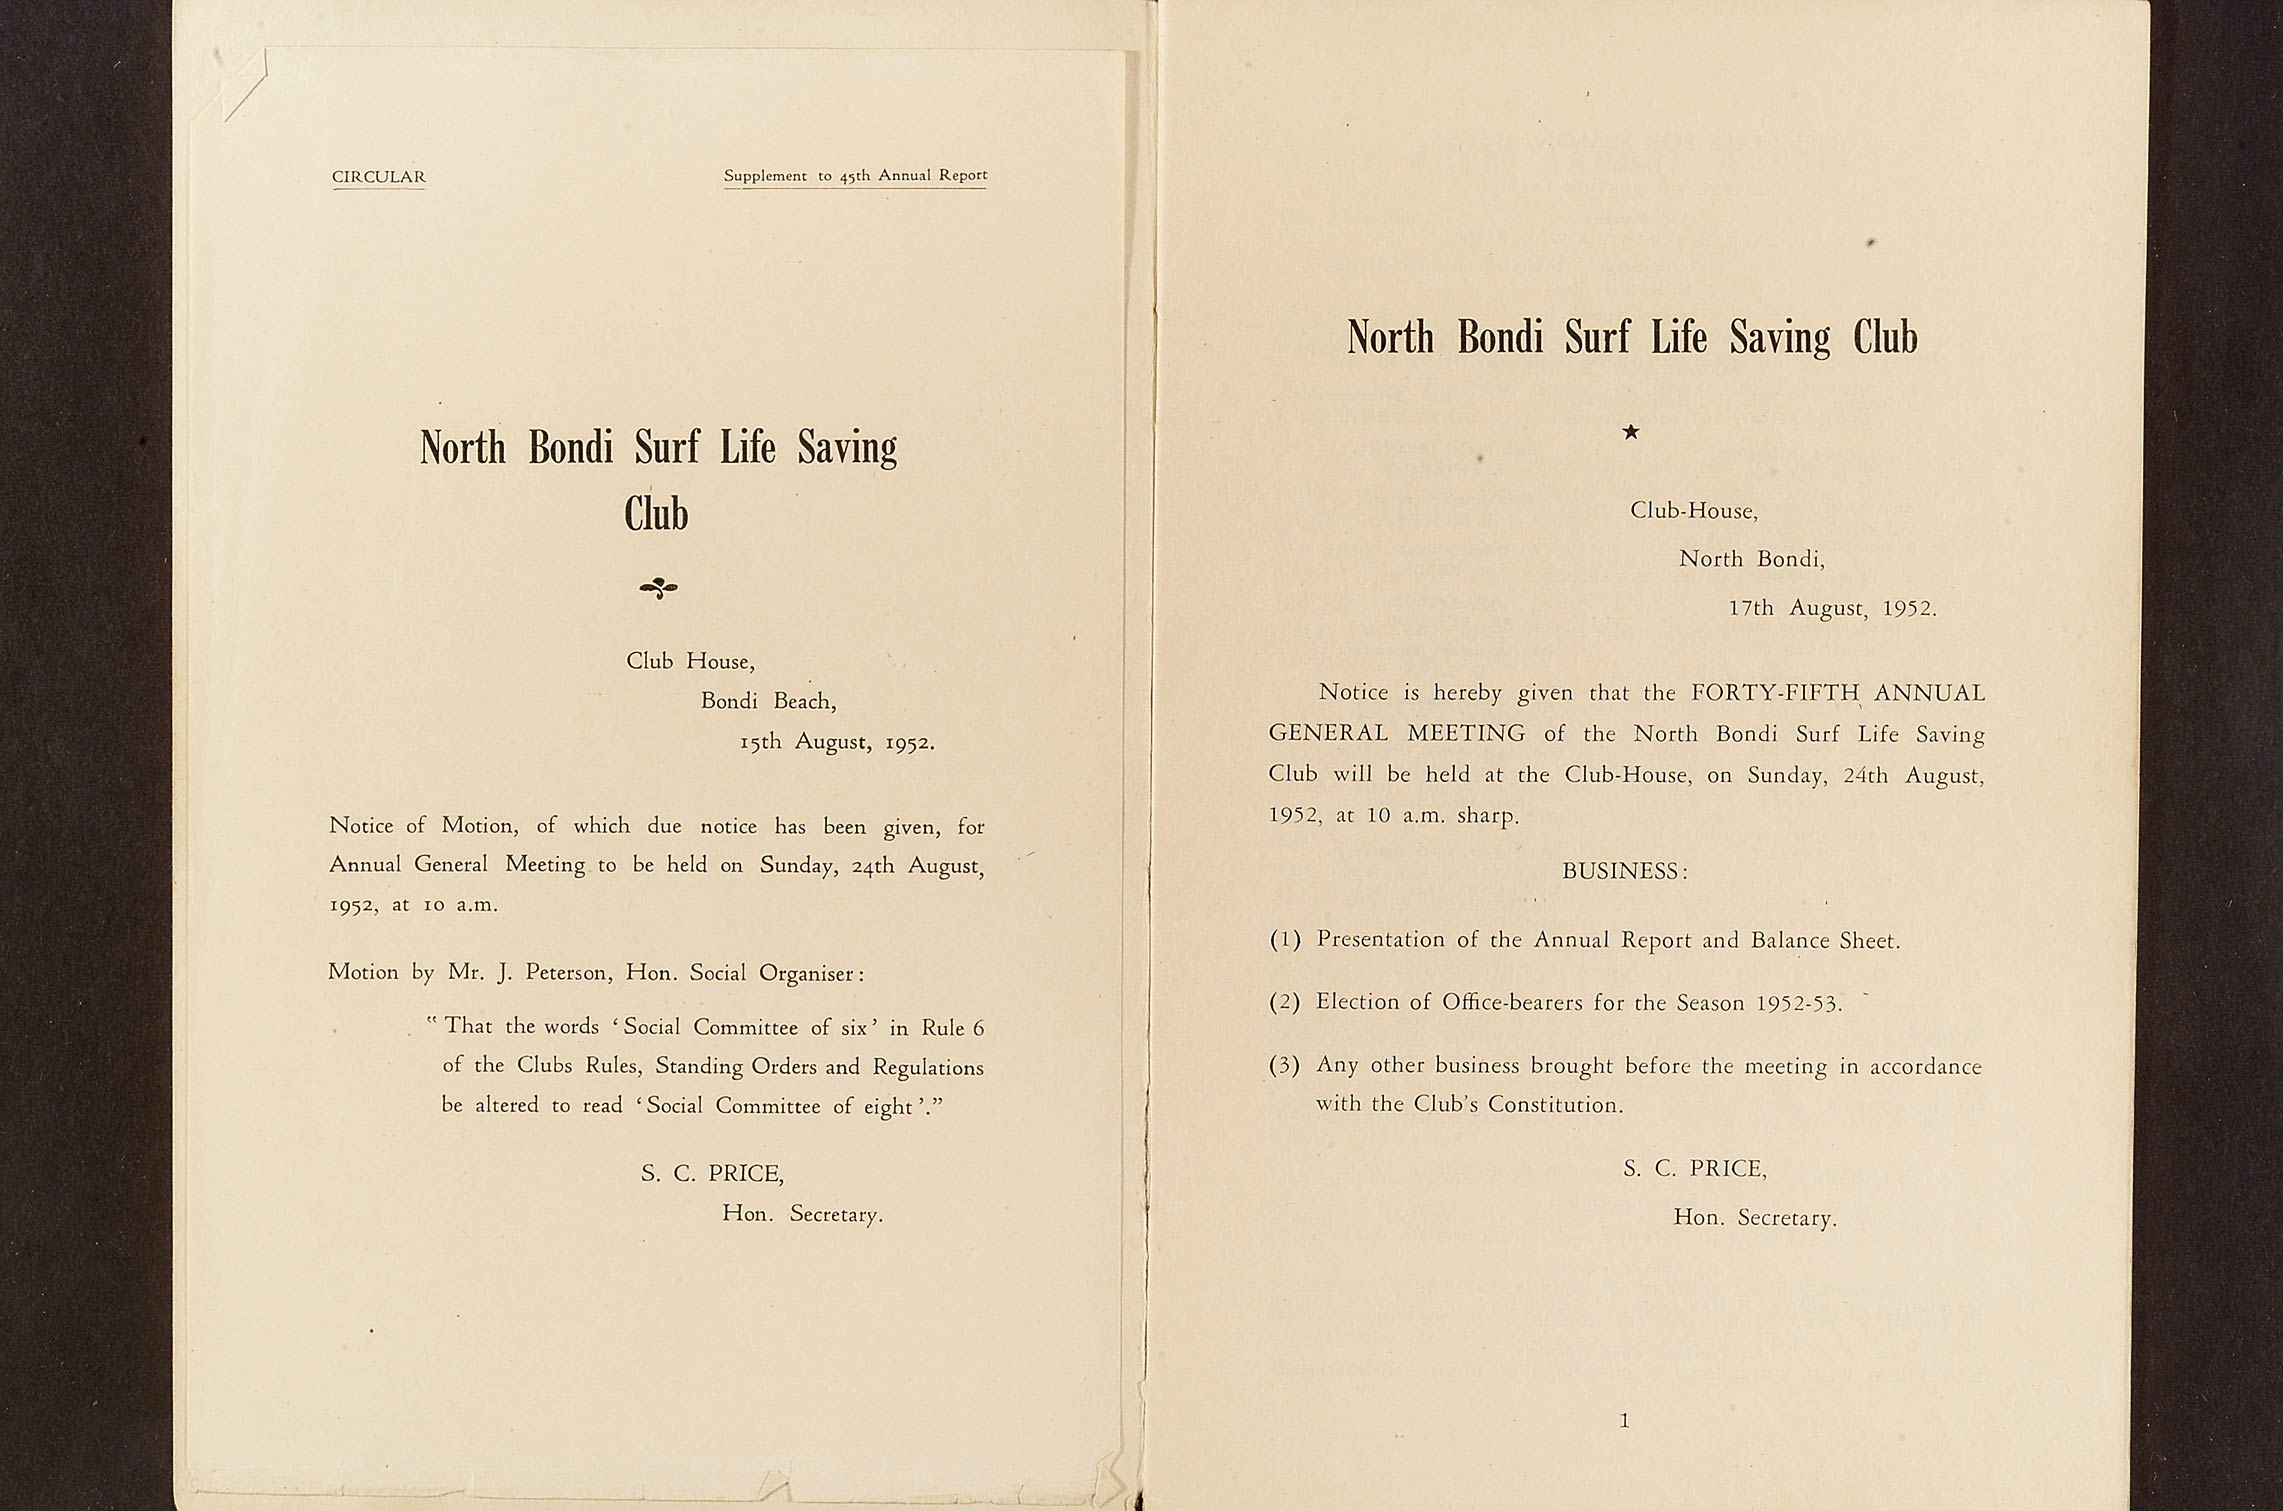 CIRCULAR
Supplement to 45th Annual Report
North Bondi Surf Life Saving
Club
Club House,
Bondi Beach,
15th August, 1952.
Notice of Motion, of which due notice has been given, for
Annual General Meeting to be held on Sunday, 24th August,
1952, at 10 a.m.
Motion by Mr. J. Peterson, Hon. Social Organiser:
“That the words ‘Social Committee of six’ in Rule 6
of the Clubs Rules, Standing Orders and Regulations
be altered to read ‘Social Committee of eight’.”
S. C. PRICE,
Hon. Secretary.
North Bondi Surf Life Saving Club
★
Club-House,
North Bondi,
17th August, 1952.
Notice is hereby given that the FORTY-FIFTH ANNUAL
GENERAL MEETING of the North Bondi Surf Life Saving
Club will be held at the Club-House, on Sunday, 24th August,
1952, at 10 a.m. sharp.
BUSINESS:
(1) Presentation of the Annual Report and Balance Sheet.
(2) Election of Office-bearers for the Season 1952-53.
(3) Any other business brought before the meeting in accordance
with the Club's Constitution.
S. C. PRICE,
Hon. Secretary.
1